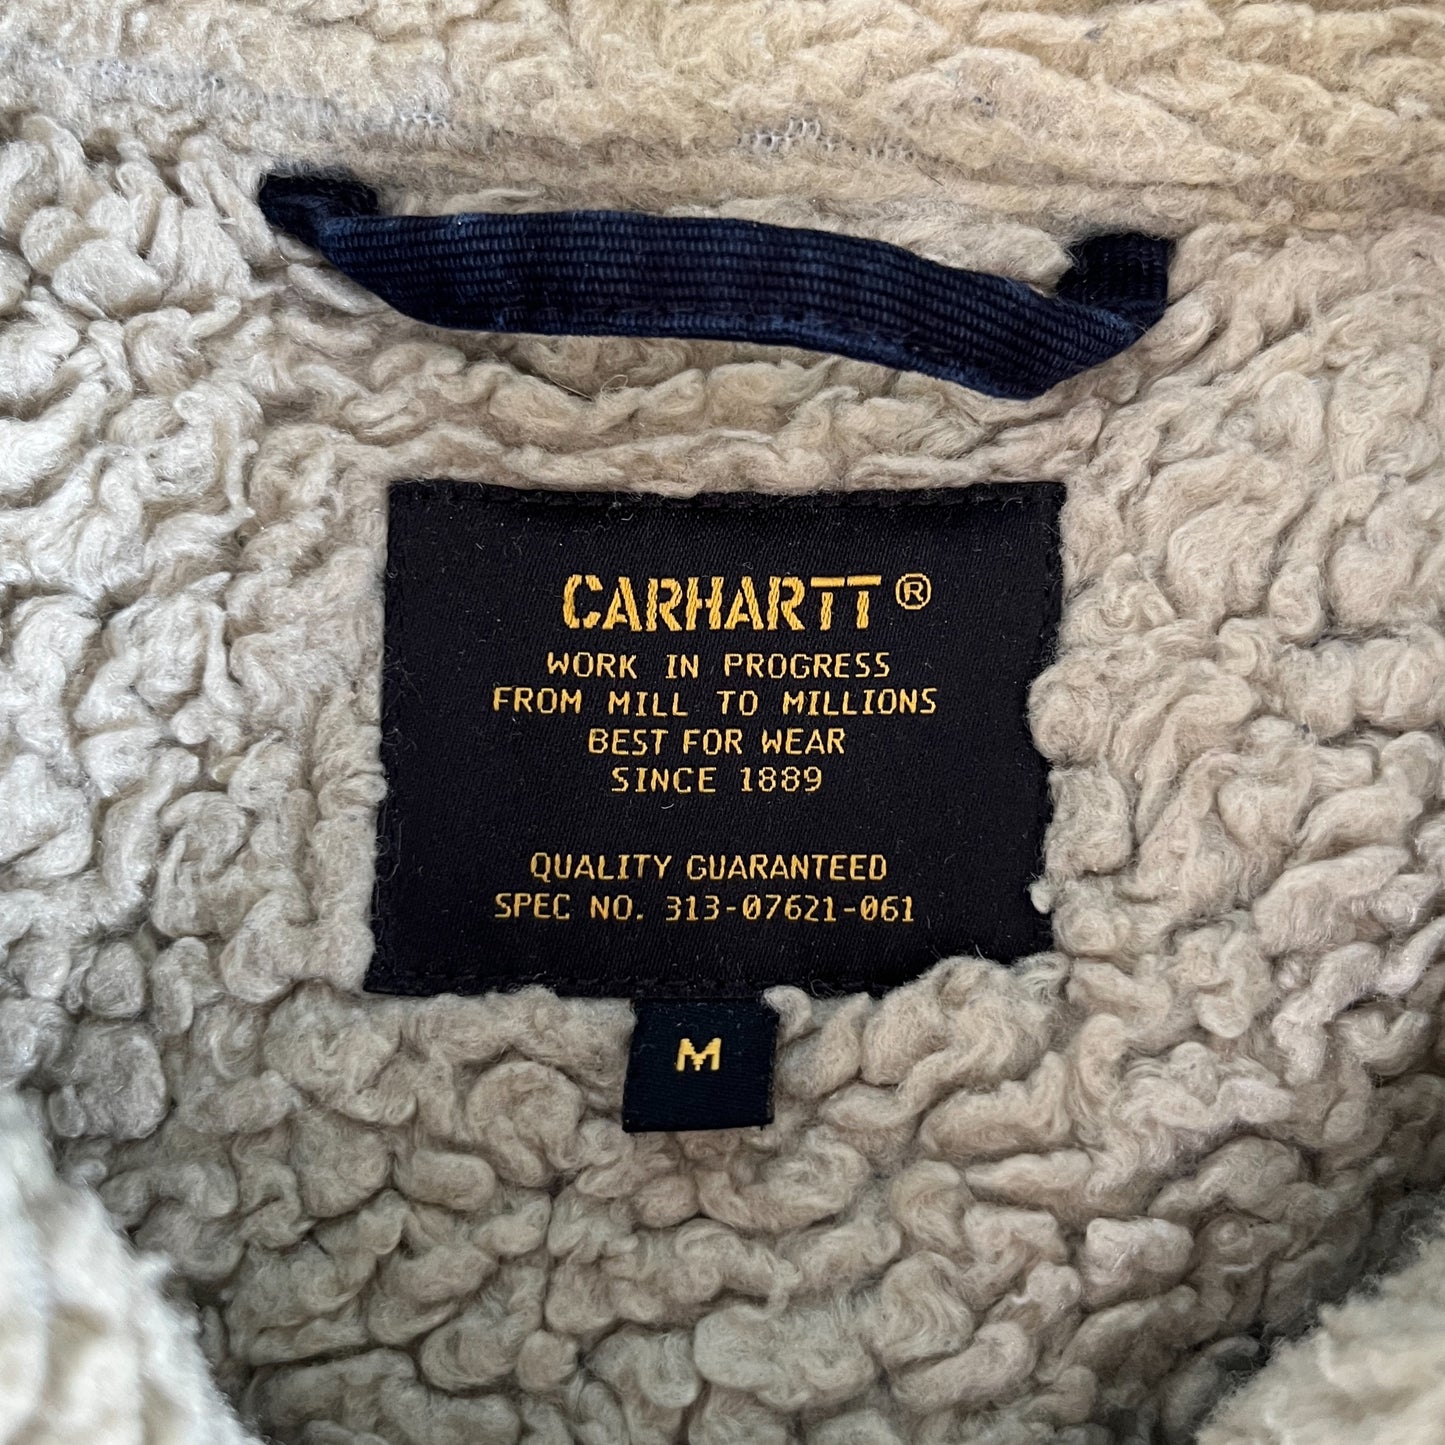 CARHARTT®
WORK IN PROGRESS
FROM MILL TO MILLIONS
BEST FOR WEAR
SINCE 1889
QUALITY GUARANTEED
SPEC NO. 313-07621-061
M